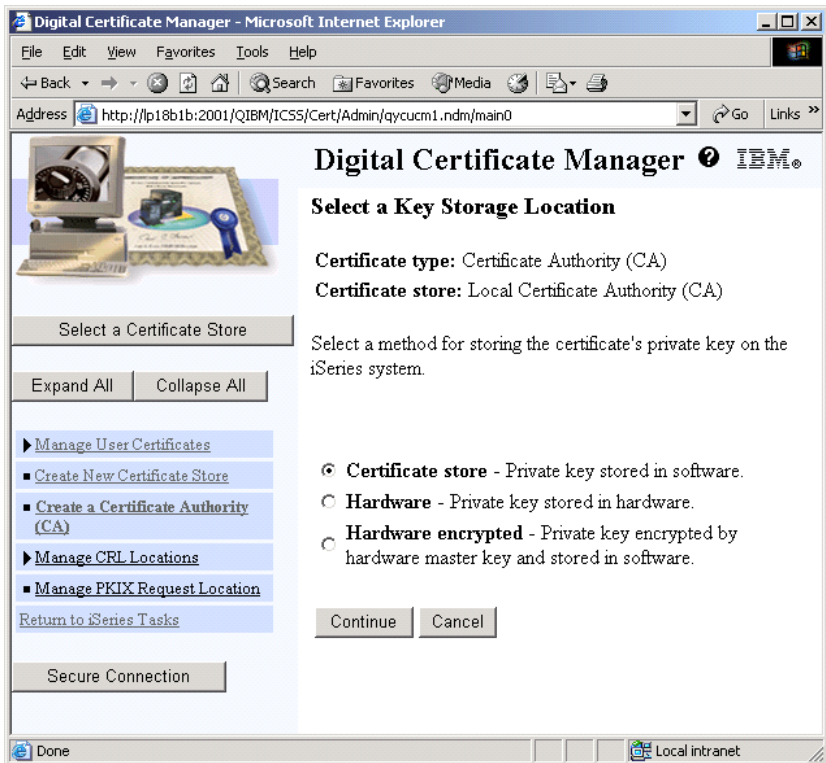 Digital Certificate Manager - Microsoft Internet Explorer
File Edit View Favorites Tools Help
Back Search Favorites Media
Address http://lp18b1b:2001/QIBM/ICSS/Cert/Admin/qycucm1.ndm/main0 Go Links »
Digital Certificate Manager ? IBM®
Select a Key Storage Location
Certificate type: Certificate Authority (CA)
Certificate store: Local Certificate Authority (CA)
Select a method for storing the certificate's private key on the
iSeries system.
Certificate store - Private key stored in software.
Hardware - Private key stored in hardware.
Hardware encrypted - Private key encrypted by
hardware master key and stored in software.
Continue Cancel
Select a Certificate Store
Expand All Collapse All
Manage User Certificates
Create New Certificate Store
Create a Certificate Authority
(CA)
Manage CRL Locations
Manage PKIX Request Location
Return to iSeries Tasks
Secure Connection
Done Local intranet